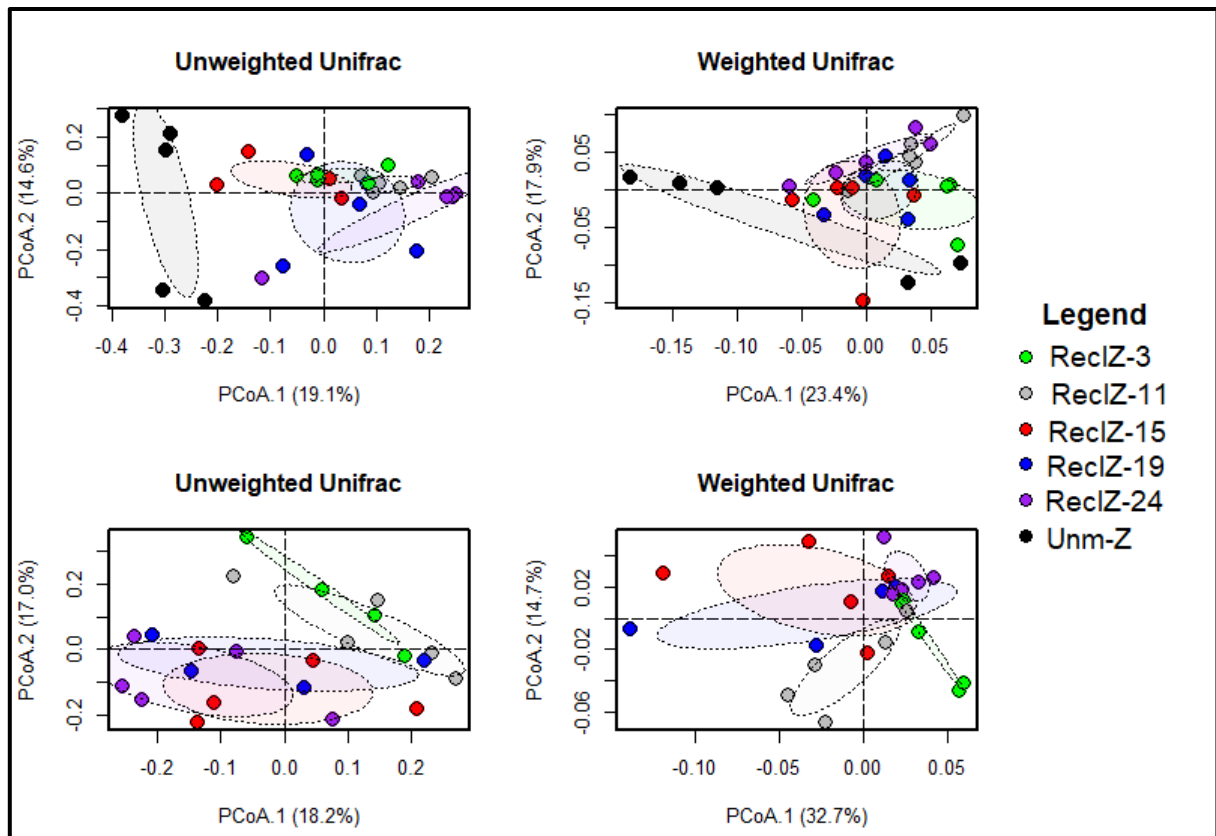 Unweighted Unifrac
PCoA.2 (14.6%)
0.2
0.0
-0.2
-0.4
-0.4 -0.3 -0.2 -0.1 0.0 0.1 0.2
PCoA.1 (19.1%)
Weighted Unifrac
PCoA.2 (17.9%)
0.05
-0.05
-0.15
-0.15 -0.05 0.00 0.05
PCoA.1 (23.4%)
Unweighted Unifrac
PCoA.2 (17.0%)
0.2
0.0
-0.2
-0.2 -0.1 0.0 0.1 0.2
PCoA.1 (18.2%)
Weighted Unifrac
PCoA.2 (14.7%)
0.02
-0.02
-0.06
-0.10 -0.05 0.00 0.05
PCoA.1 (32.7%)
Legend
ReclZ-3
ReclZ-11
ReclZ-15
ReclZ-19
ReclZ-24
Unm-Z